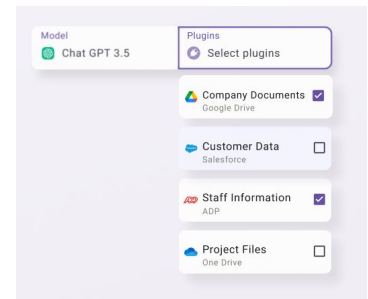 Model
Chat GPT 3.5
Plugins
Select plugins
Company Documents
Google Drive
Customer Data
Salesforce
Staff Information
ADP
Project Files
One Drive